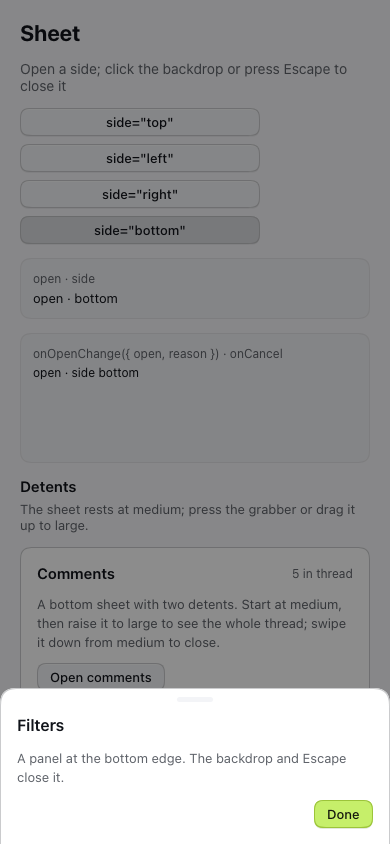 Sheet
Open a side; click the backdrop or press Escape to
close it
side="top"
side="left"
side="right"
side="bottom"
open · side
open · bottom
onOpenChange({ open, reason }) · onCancel
open · side bottom
Detents
The sheet rests at medium; press the grabber or drag it
up to large.
Comments
5 in thread
A bottom sheet with two detents. Start at medium,
then raise it to large to see the whole thread; swipe
it down from medium to close.
Open comments
Filters
A panel at the bottom edge. The backdrop and Escape
close it.
Done